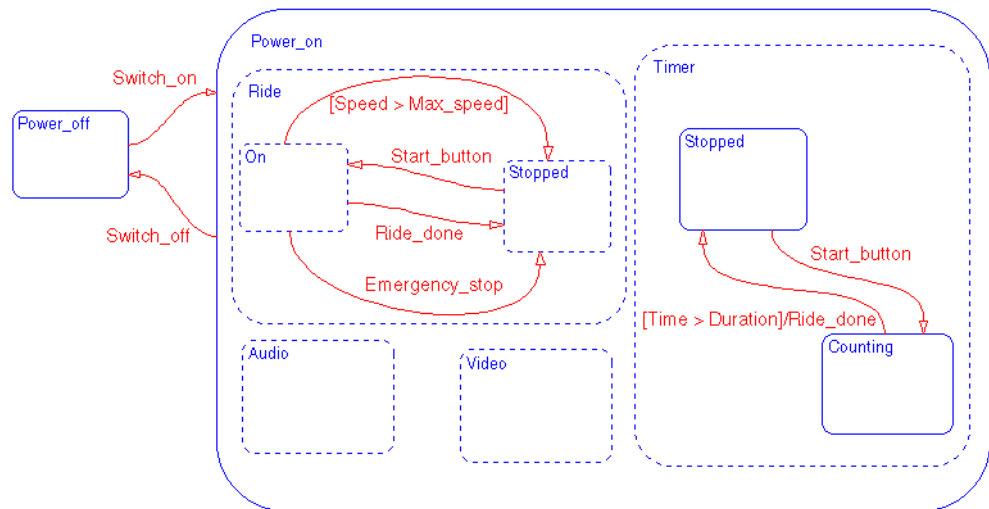 Power_on
Timer
Switch_on
Ride
[Speed > Max_speed]
Power_off
On
Start_button
Stopped
Stopped
Switch_off
Ride_done
Start_button
Emergency_stop
[Time > Duration]/Ride_done
Audio
Video
Counting